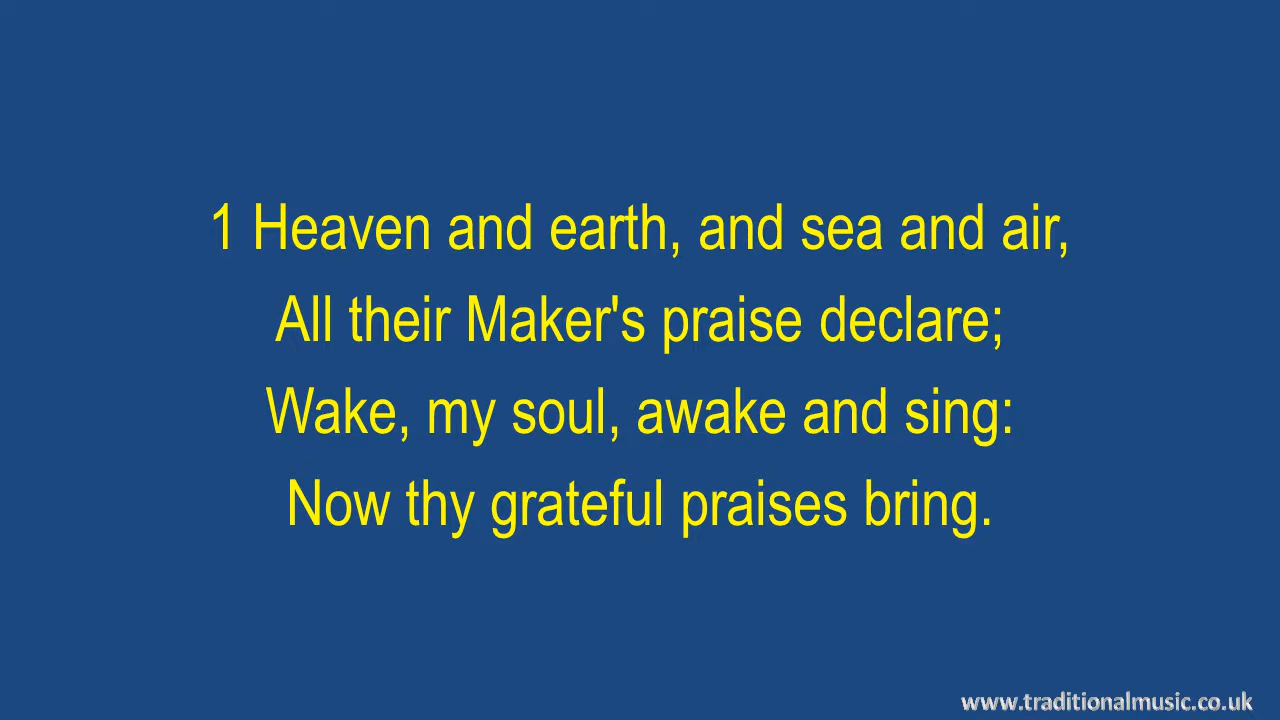 1 Heaven and earth, and sea and air,
All their Maker's praise declare;
Wake, my soul, awake and sing:
Now thy grateful praises bring.
www.traditionalmusic.co.uk